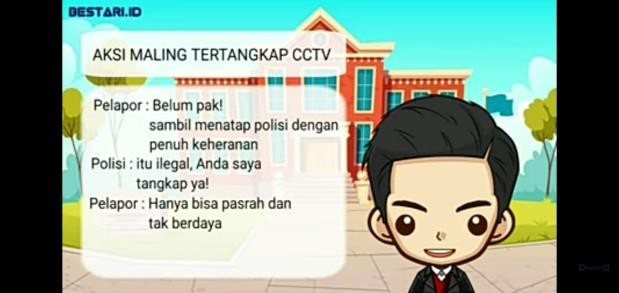 BESTARI.ID
AKSI MALING TERTANGKAP CCTV
Pelapor : Belum pak!
sambil menatap polisi dengan
penuh keheranan
Polisi : itu ilegal, Anda saya
tangkap ya!
Pelapor : Hanya bisa pasrah dan
tak berdaya